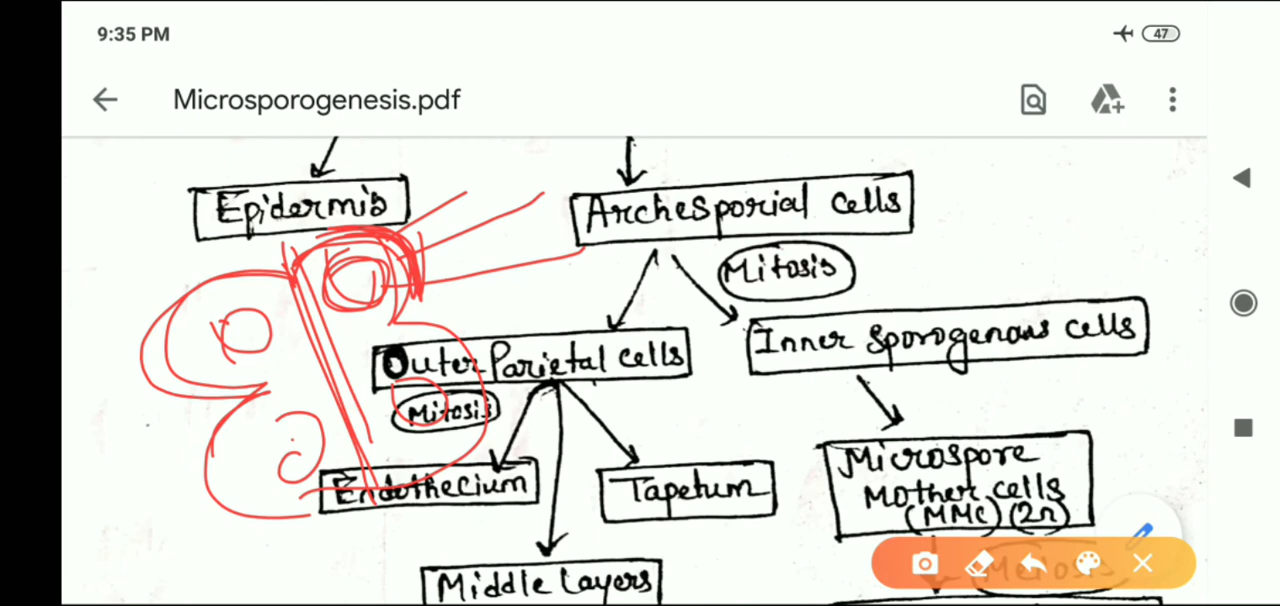 9:35 PM
47
Microsporogenesis.pdf
Epidermis
Archesporial cells
Mitosis
Outer Parietal cells
Inner sporogenous cells
Mitosis
Endothecium
Tapetum
Microspore
Mother cells
(MMC) (2n)
Middle layers
Meiosis